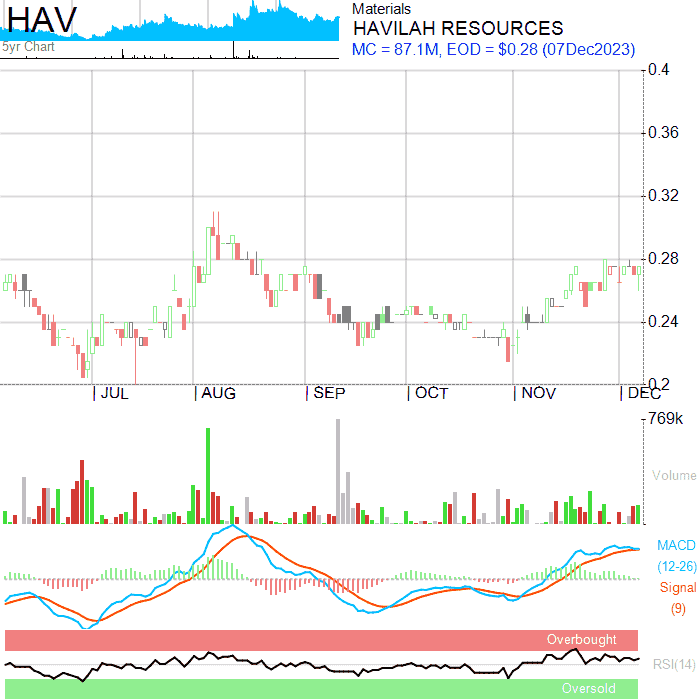 HAV
5yr Chart
Materials
HAVILAH RESOURCES
MC = 87.1M, EOD = $0.28 (07Dec2023)
0.4
0.36
0.32
0.28
0.24
0.2
JUL AUG SEP OCT NOV DEC
769k
Volume
MACD
(12-26)
Signal
(9)
Overbought
RSI(14)
Oversold